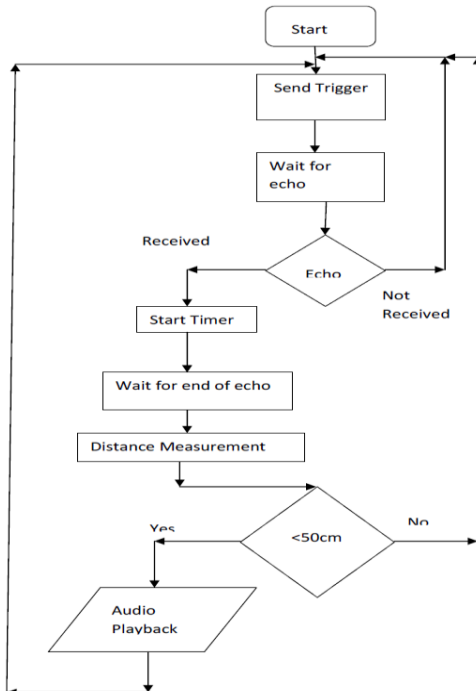 Start
Send Trigger
Wait for
echo
Received
Echo
Not
Received
Start Timer
Wait for end of echo
Distance Measurement
Yes
<50cm
No
Audio
Playback